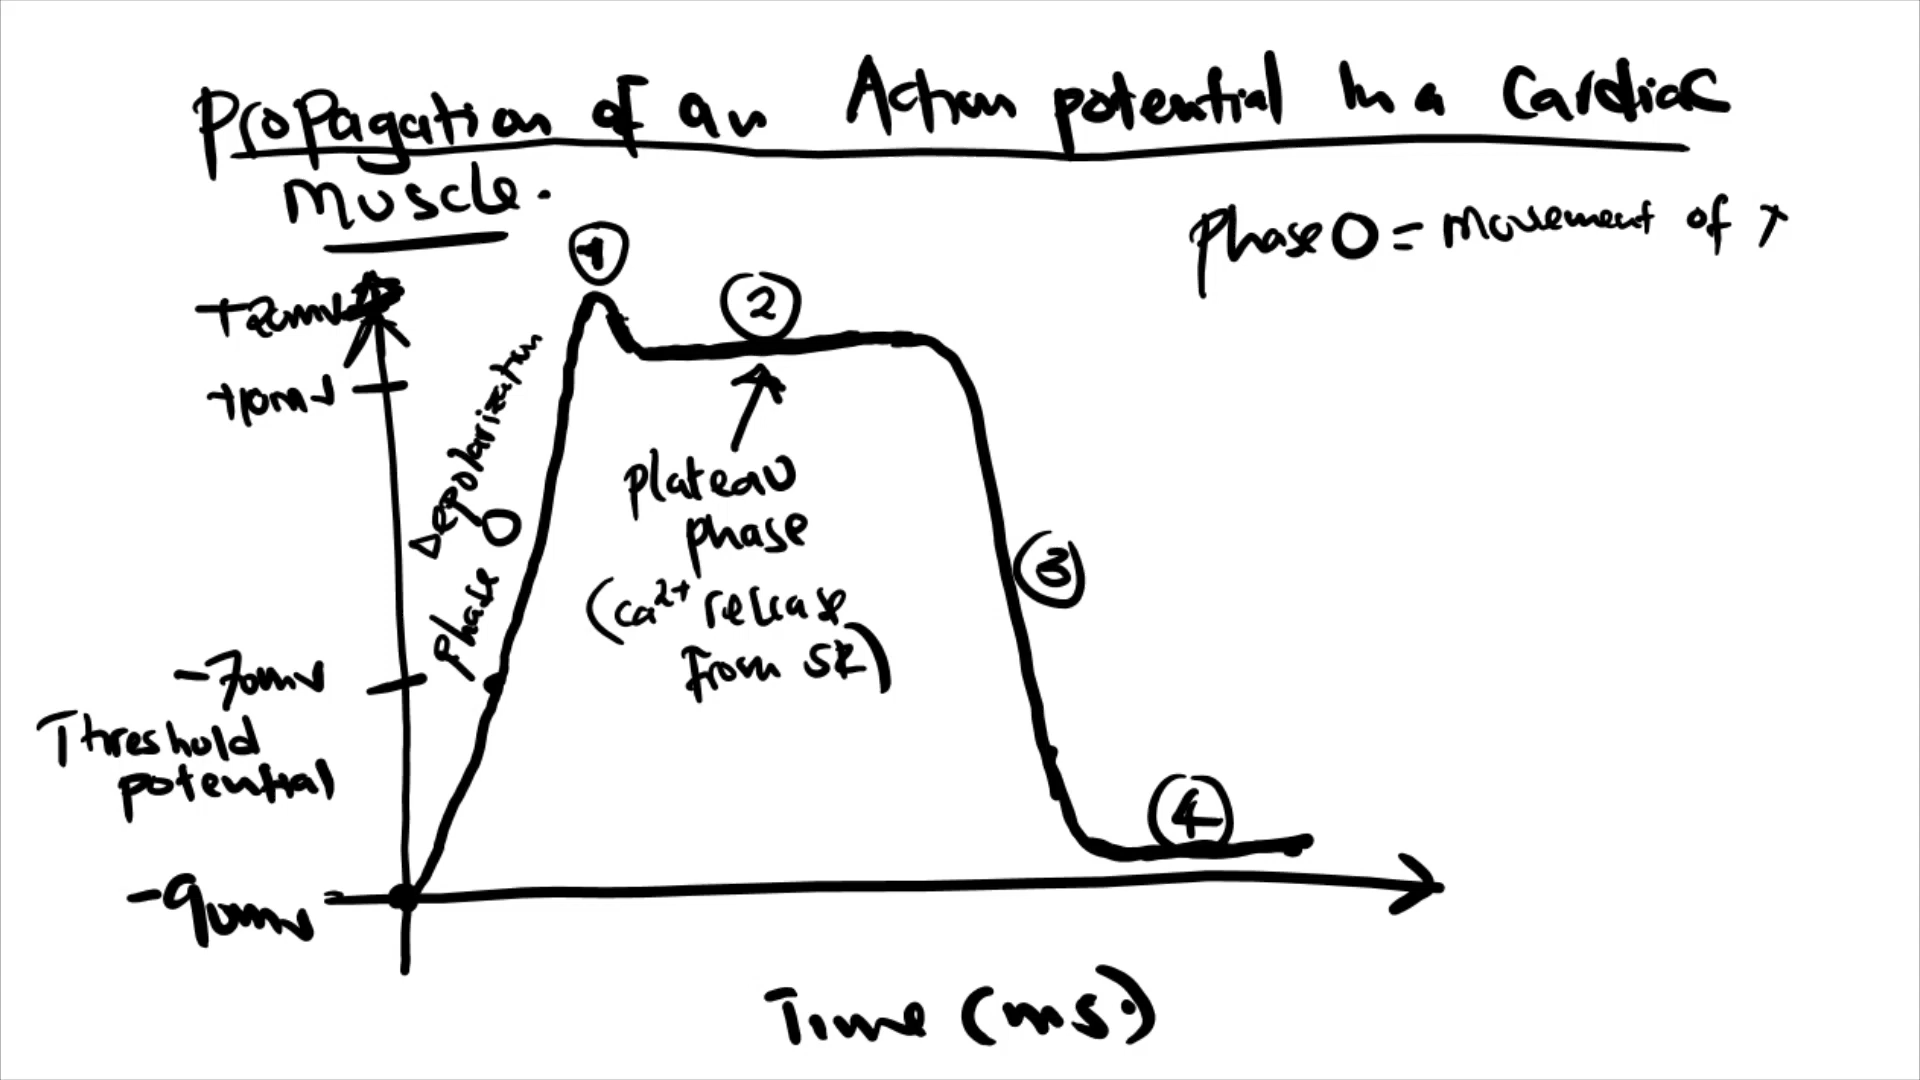 Propagation of an Action potential in a Cardiac
muscle.
Phase 0 = Movement of
1
2
+20mv
+10mv
Depolarization
Phase 0
plateau
phase
(Ca²⁺ release
from SR)
3
-70mv
Threshold
potential
4
-90mv
Time (ms.)